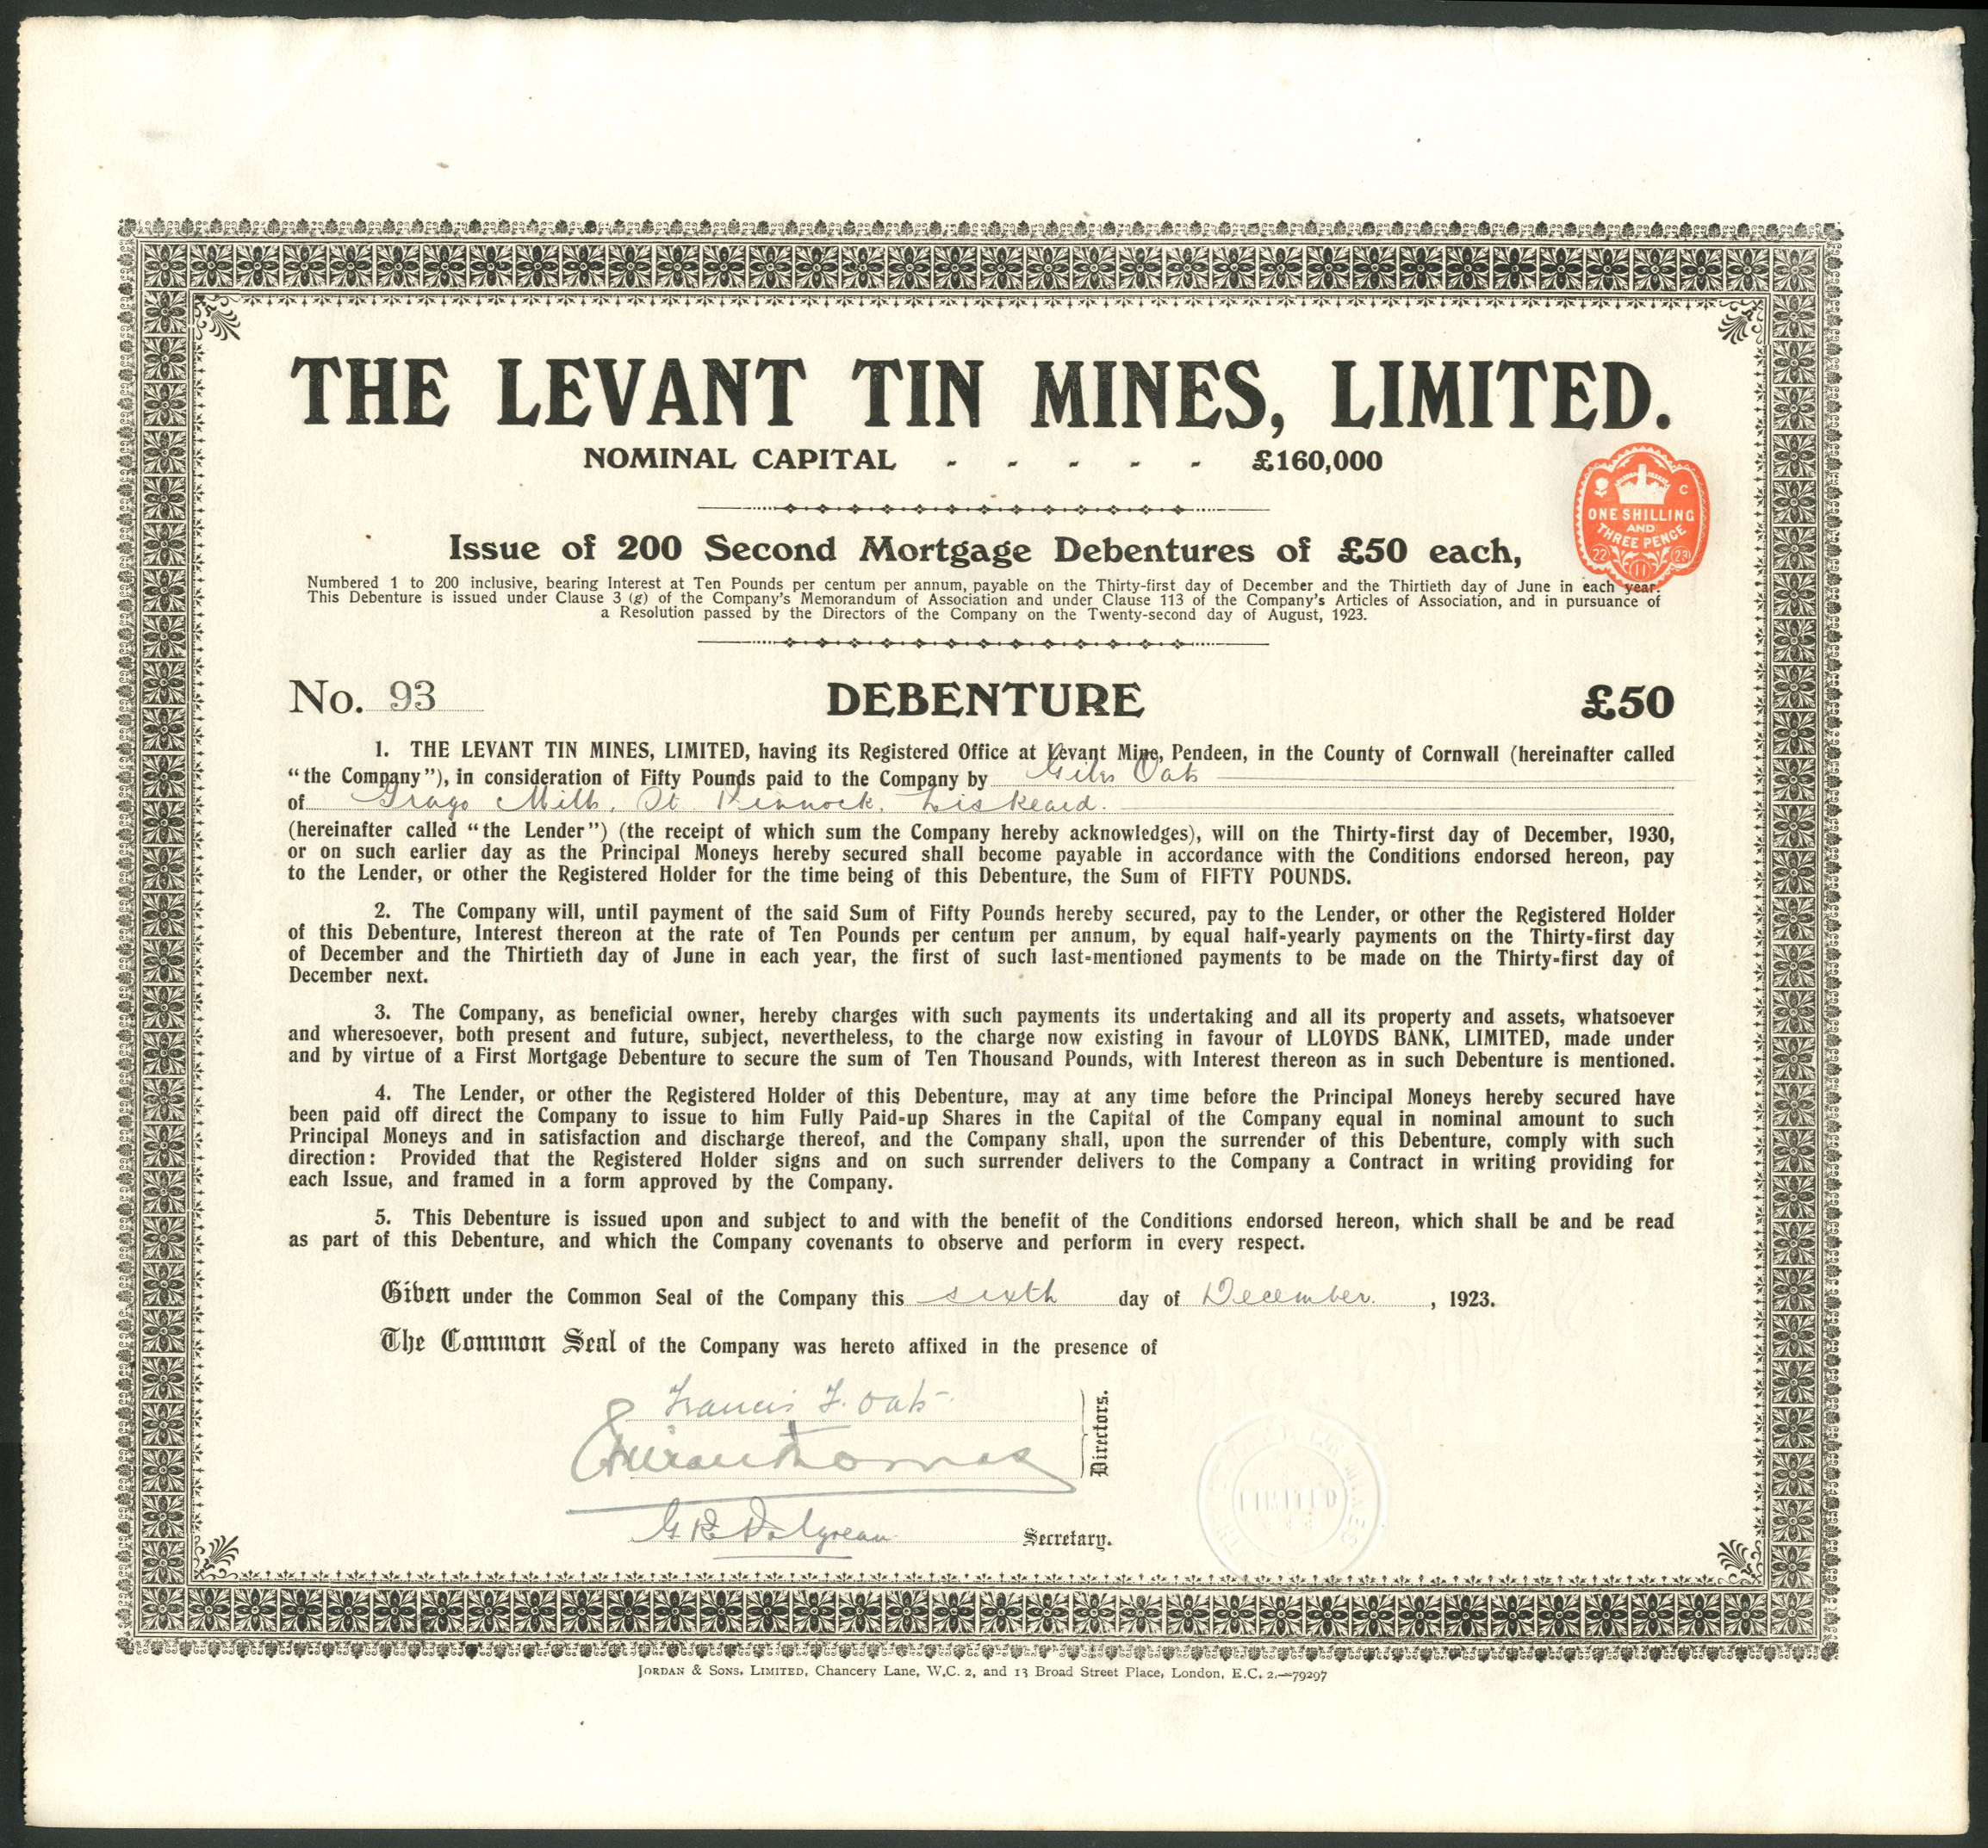 THE LEVANT TIN MINES, LIMITED.
NOMINAL CAPITAL - - - - - £160,000
C
ONE SHILLING
AND
THREE PENCE
22 11 23
Issue of 200 Second Mortgage Debentures of £50 each,
Numbered 1 to 200 inclusive, bearing Interest at Ten Pounds per centum per annum, payable on the Thirty-first day of December and the Thirtieth day of June in each year.
This Debenture is issued under Clause 3 (g) of the Company's Memorandum of Association and under Clause 113 of the Company's Articles of Association, and in pursuance of
a Resolution passed by the Directors of the Company on the Twenty-second day of August, 1923.
No. 93 DEBENTURE £50
1. THE LEVANT TIN MINES, LIMITED, having its Registered Office at Levant Mine, Pendeen, in the County of Cornwall (hereinafter called
"the Company"), in consideration of Fifty Pounds paid to the Company by Giles Oats
of Trago Mills, St Pinnock, Liskeard.
(hereinafter called "the Lender") (the receipt of which sum the Company hereby acknowledges), will on the Thirty-first day of December, 1930,
or on such earlier day as the Principal Moneys hereby secured shall become payable in accordance with the Conditions endorsed hereon, pay
to the Lender, or other the Registered Holder for the time being of this Debenture, the Sum of FIFTY POUNDS.
2. The Company will, until payment of the said Sum of Fifty Pounds hereby secured, pay to the Lender, or other the Registered Holder
of this Debenture, Interest thereon at the rate of Ten Pounds per centum per annum, by equal half-yearly payments on the Thirty-first day
of December and the Thirtieth day of June in each year, the first of such last-mentioned payments to be made on the Thirty-first day of
December next.
3. The Company, as beneficial owner, hereby charges with such payments its undertaking and all its property and assets, whatsoever
and wheresoever, both present and future, subject, nevertheless, to the charge now existing in favour of LLOYDS BANK, LIMITED, made under
and by virtue of a First Mortgage Debenture to secure the sum of Ten Thousand Pounds, with Interest thereon as in such Debenture is mentioned.
4. The Lender, or other the Registered Holder of this Debenture, may at any time before the Principal Moneys hereby secured have
been paid off direct the Company to issue to him Fully Paid-up Shares in the Capital of the Company equal in nominal amount to such
Principal Moneys and in satisfaction and discharge thereof, and the Company shall, upon the surrender of this Debenture, comply with such
direction: Provided that the Registered Holder signs and on such surrender delivers to the Company a Contract in writing providing for
each Issue, and framed in a form approved by the Company.
5. This Debenture is issued upon and subject to and with the benefit of the Conditions endorsed hereon, which shall be and be read
as part of this Debenture, and which the Company covenants to observe and perform in every respect.
Given under the Common Seal of the Company this sixth day of December, 1923.
The Common Seal of the Company was hereto affixed in the presence of
Francis F. Oats
Directors.
Secretary.
LIMITED
JORDAN & SONS, LIMITED, Chancery Lane, W.C. 2, and 13 Broad Street Place, London, E.C. 2.—79297